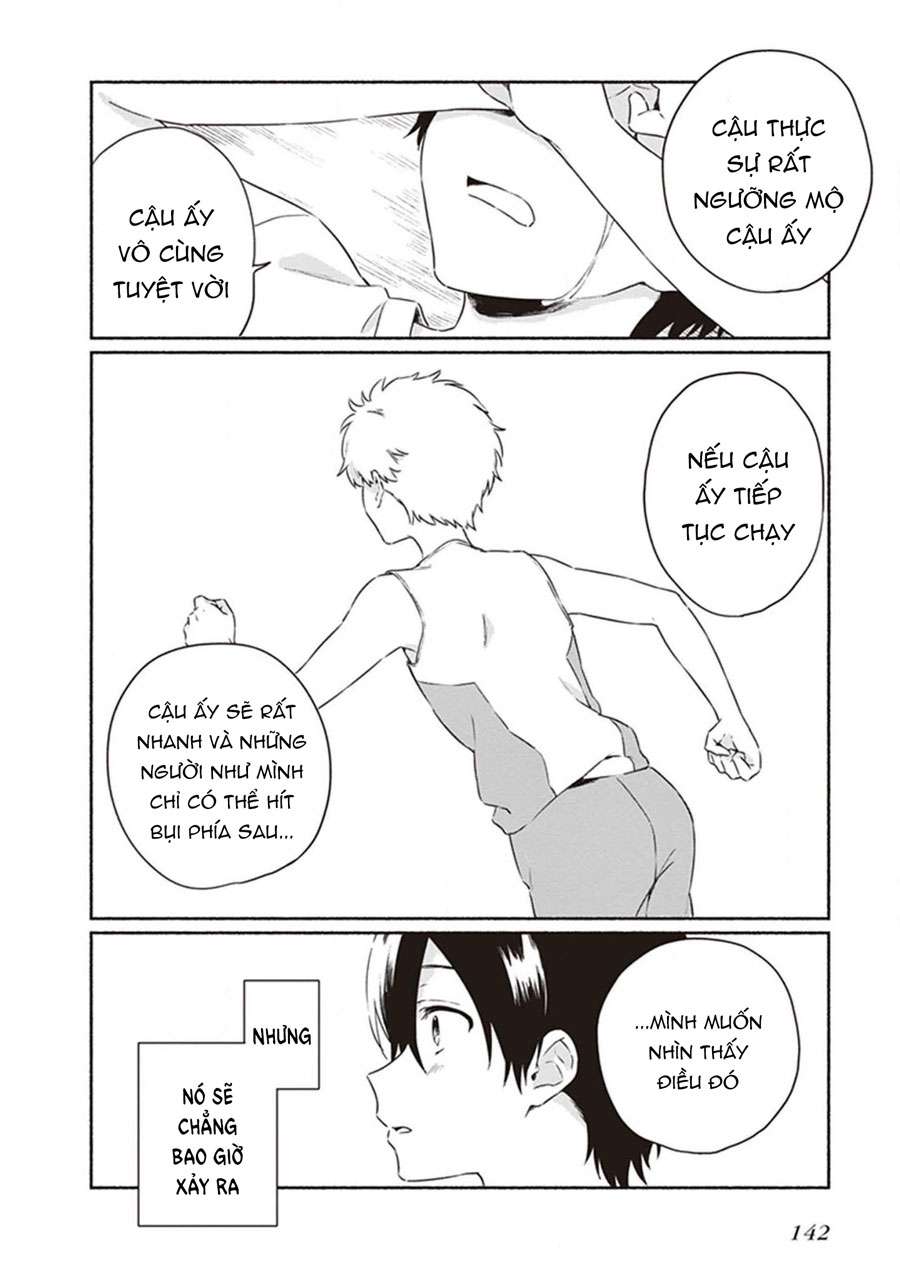 CẬU THỰC
SỰ RẤT
NGƯỠNG MỘ
CẬU ẤY
CẬU ẤY
VÔ CÙNG
TUYỆT VỜI
NẾU CẬU
ẤY TIẾP
TỤC CHẠY
CẬU ẤY SẼ RẤT
NHANH VÀ NHỮNG
NGƯỜI NHƯ MÌNH
CHỈ CÓ THỂ HÍT
BỤI PHÍA SAU...
...MÌNH MUỐN
NHÌN THẤY
ĐIỀU ĐÓ
NHƯNG
NÓ SẼ
CHẲNG
BAO GIỜ
XẢY RA
142